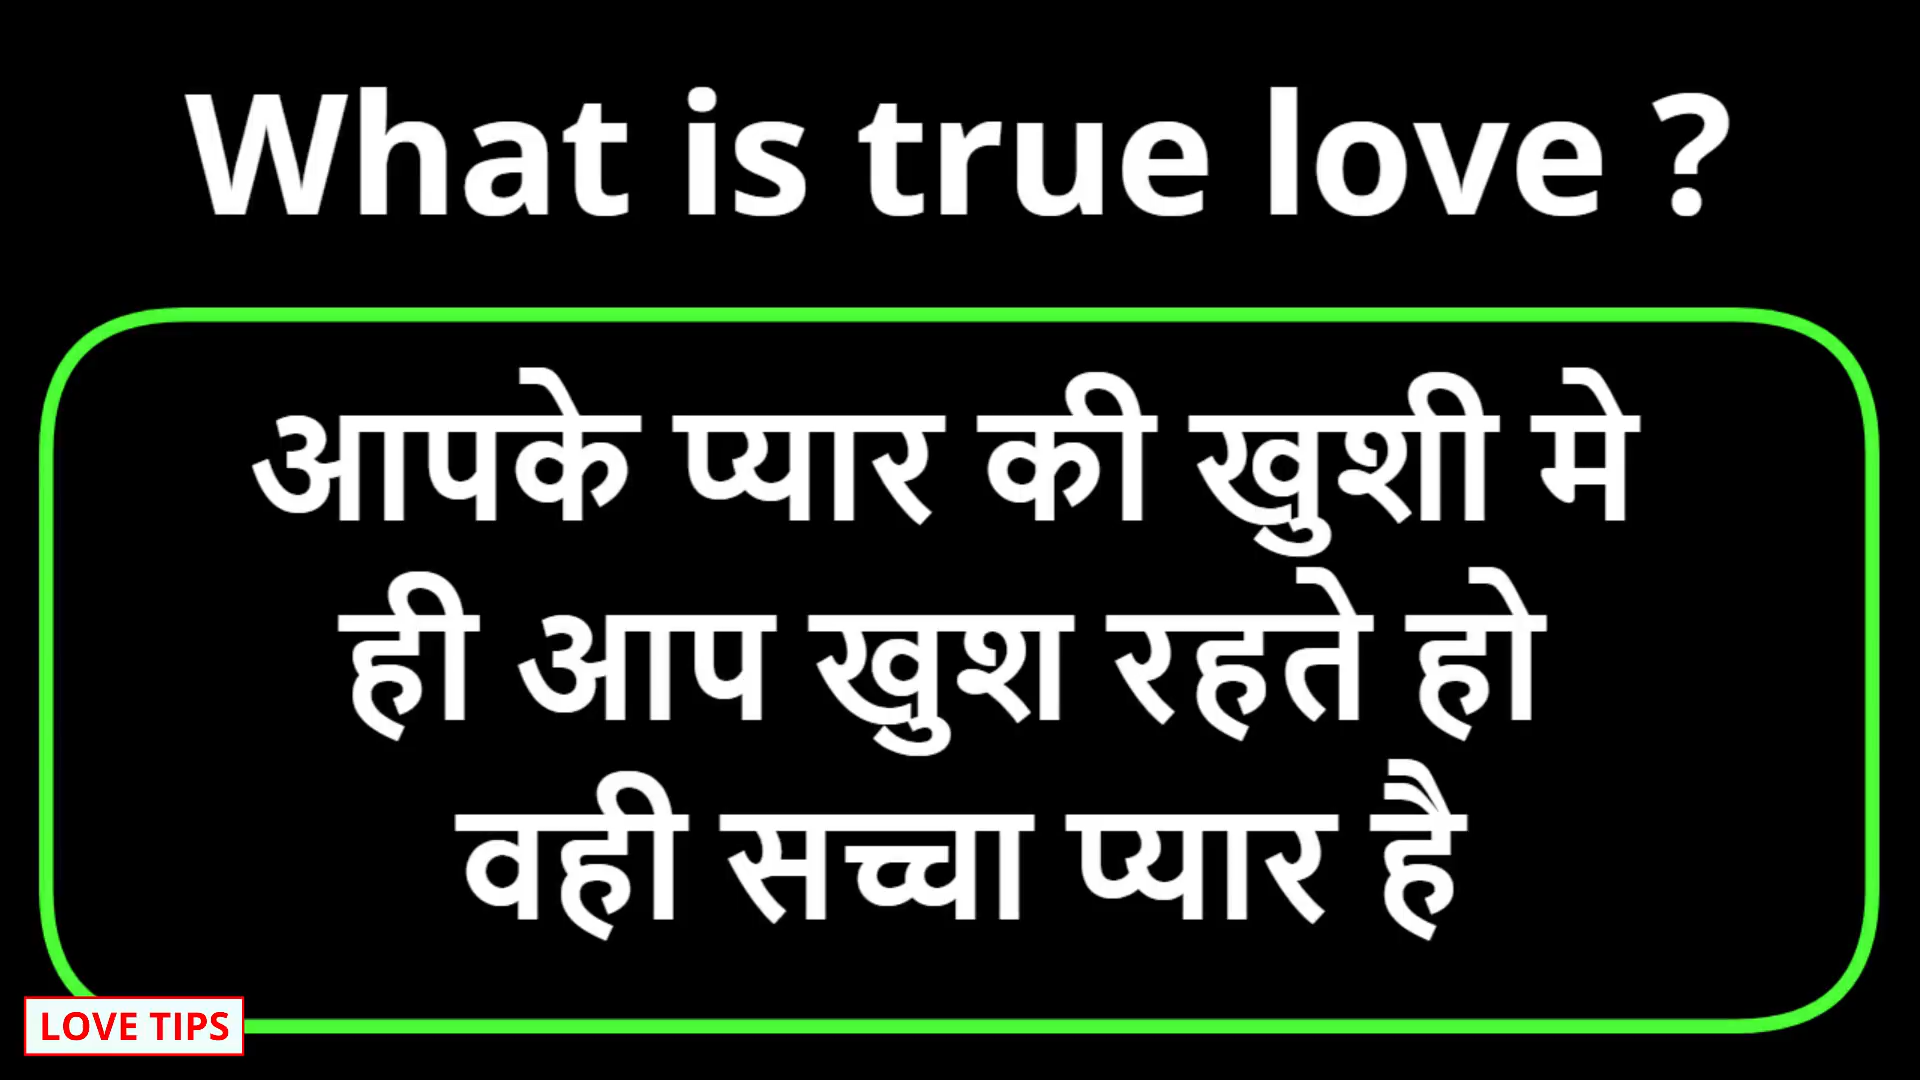 What is true love ?
आपके प्यार की खुशी मे
ही आप खुश रहते हो
वही सच्चा प्यार है
LOVE TIPS